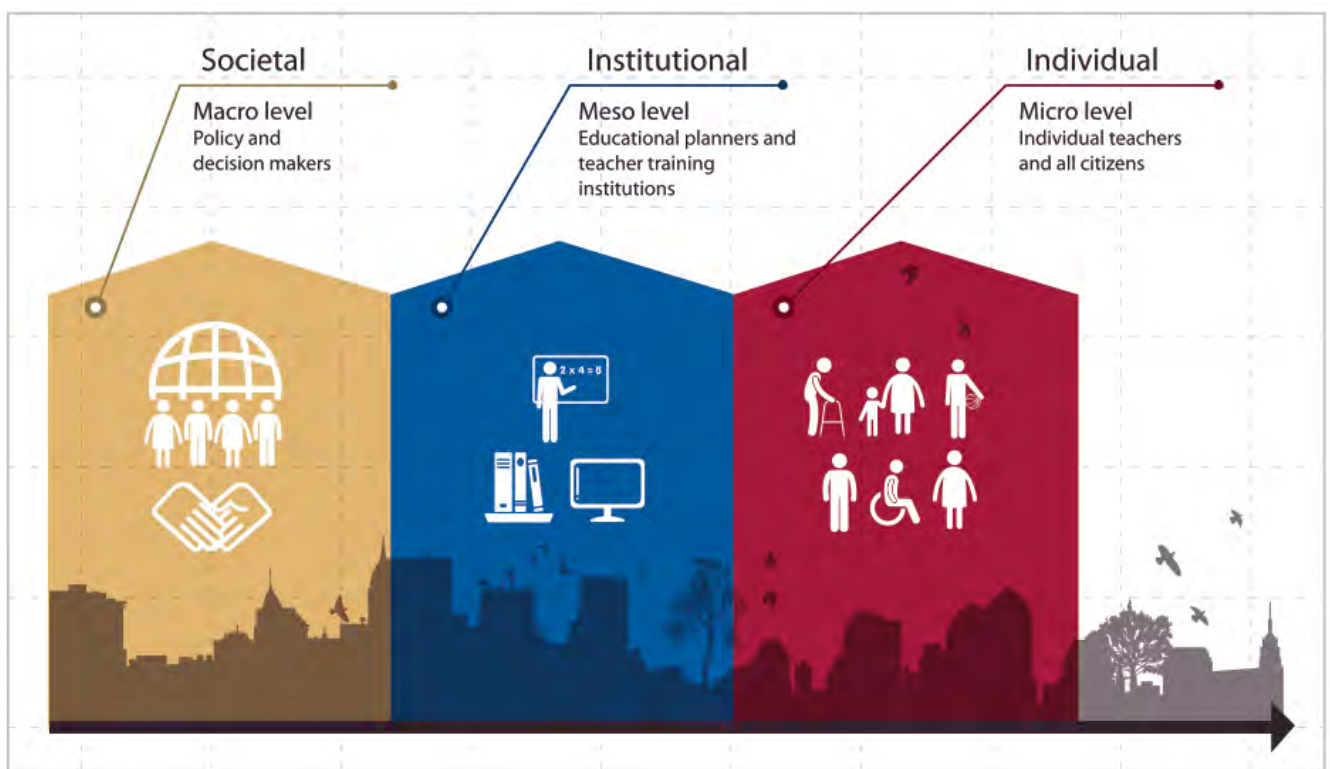 Societal
Macro level
Policy and
decision makers
Institutional
Meso level
Educational planners and
teacher training
institutions
Individual
Micro level
Individual teachers
and all citizens
2 x 4 = 8